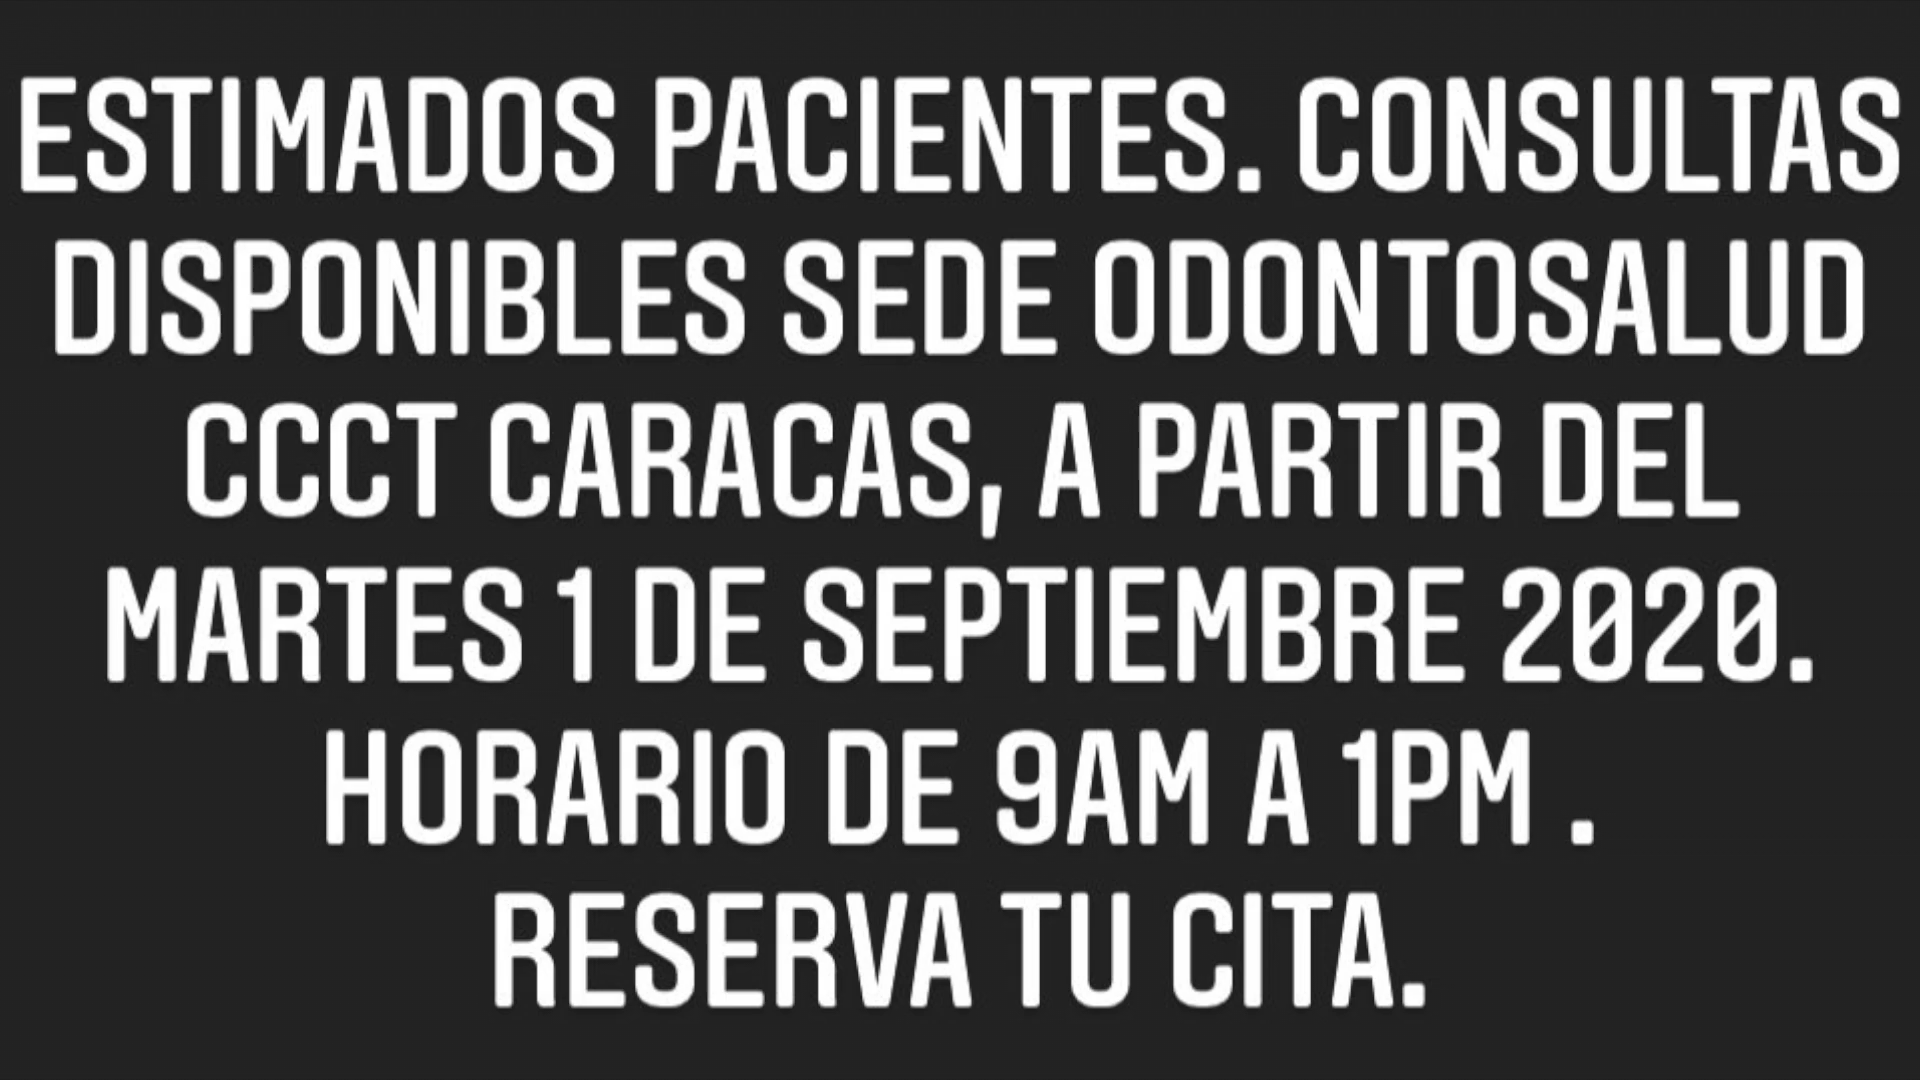 ESTIMADOS PACIENTES. CONSULTAS
DISPONIBLES SEDE ODONTOSALUD
CCCT CARACAS, A PARTIR DEL
MARTES 1 DE SEPTIEMBRE 2020.
HORARIO DE 9AM A 1PM .
RESERVA TU CITA.